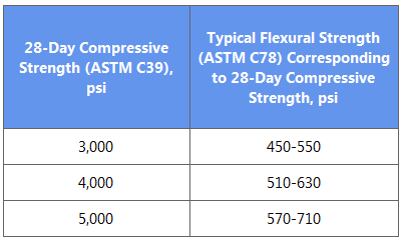 28-Day Compressive
Strength (ASTM C39),
psi
Typical Flexural Strength
(ASTM C78) Corresponding
to 28-Day Compressive
Strength, psi
3,000 450-550
4,000 510-630
5,000 570-710